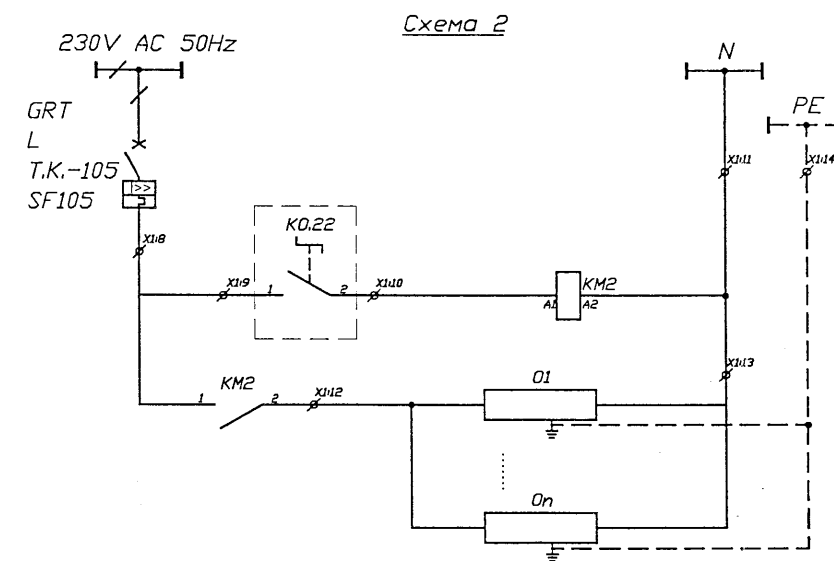 Схема 2
230V AC 50Hz
N
PE
GRT
L
T.K.-105
SF105
X1:11
X1:14
X1:8
KO.22
X1:9
1
2
X1:10
KM2
A1
A2
X1:13
KM2
1
2
X1:12
O1
On